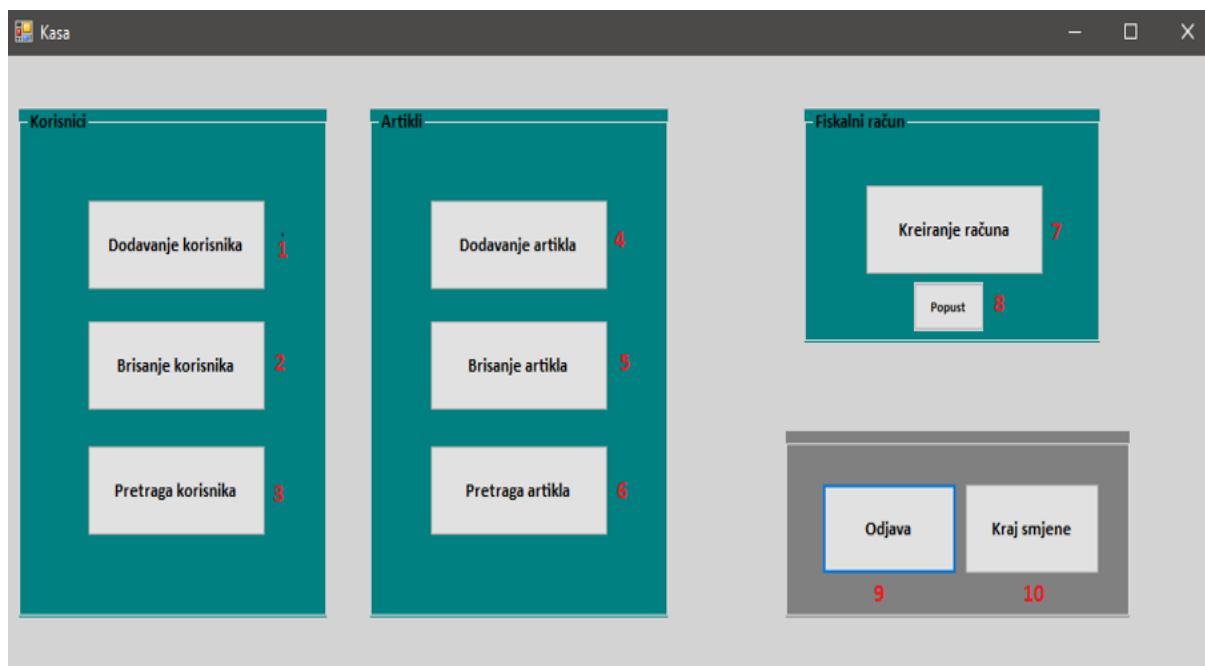 Kasa
Korisnici
Dodavanje korisnika
1
Brisanje korisnika
2
Pretraga korisnika
3
Artikli
Dodavanje artikla
4
Brisanje artikla
5
Pretraga artikla
6
Fiskalni račun
Kreiranje računa
7
Popust
8
Odjava
9
Kraj smjene
10